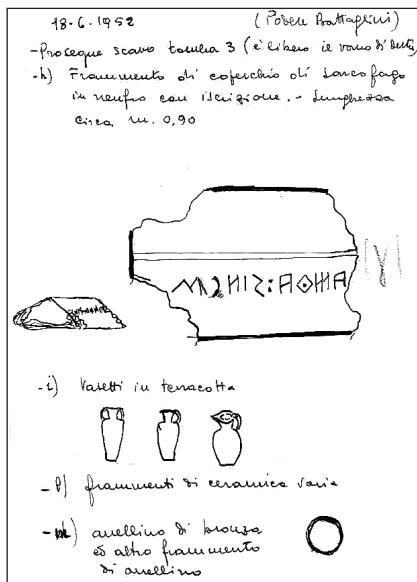 18-6-1952 (Podere Battaglini)
- Prosegue scavo tomba 3 (è libero il vano di
- h) Frammento di coperchio di sarcofago
in nenfro con iscrizione. - Lunghezza
circa m. 0,90
- i) Vasetti in terracotta
- l) frammenti di ceramica varia
- m) anellino di bronzo
ed altro frammento
di anellino